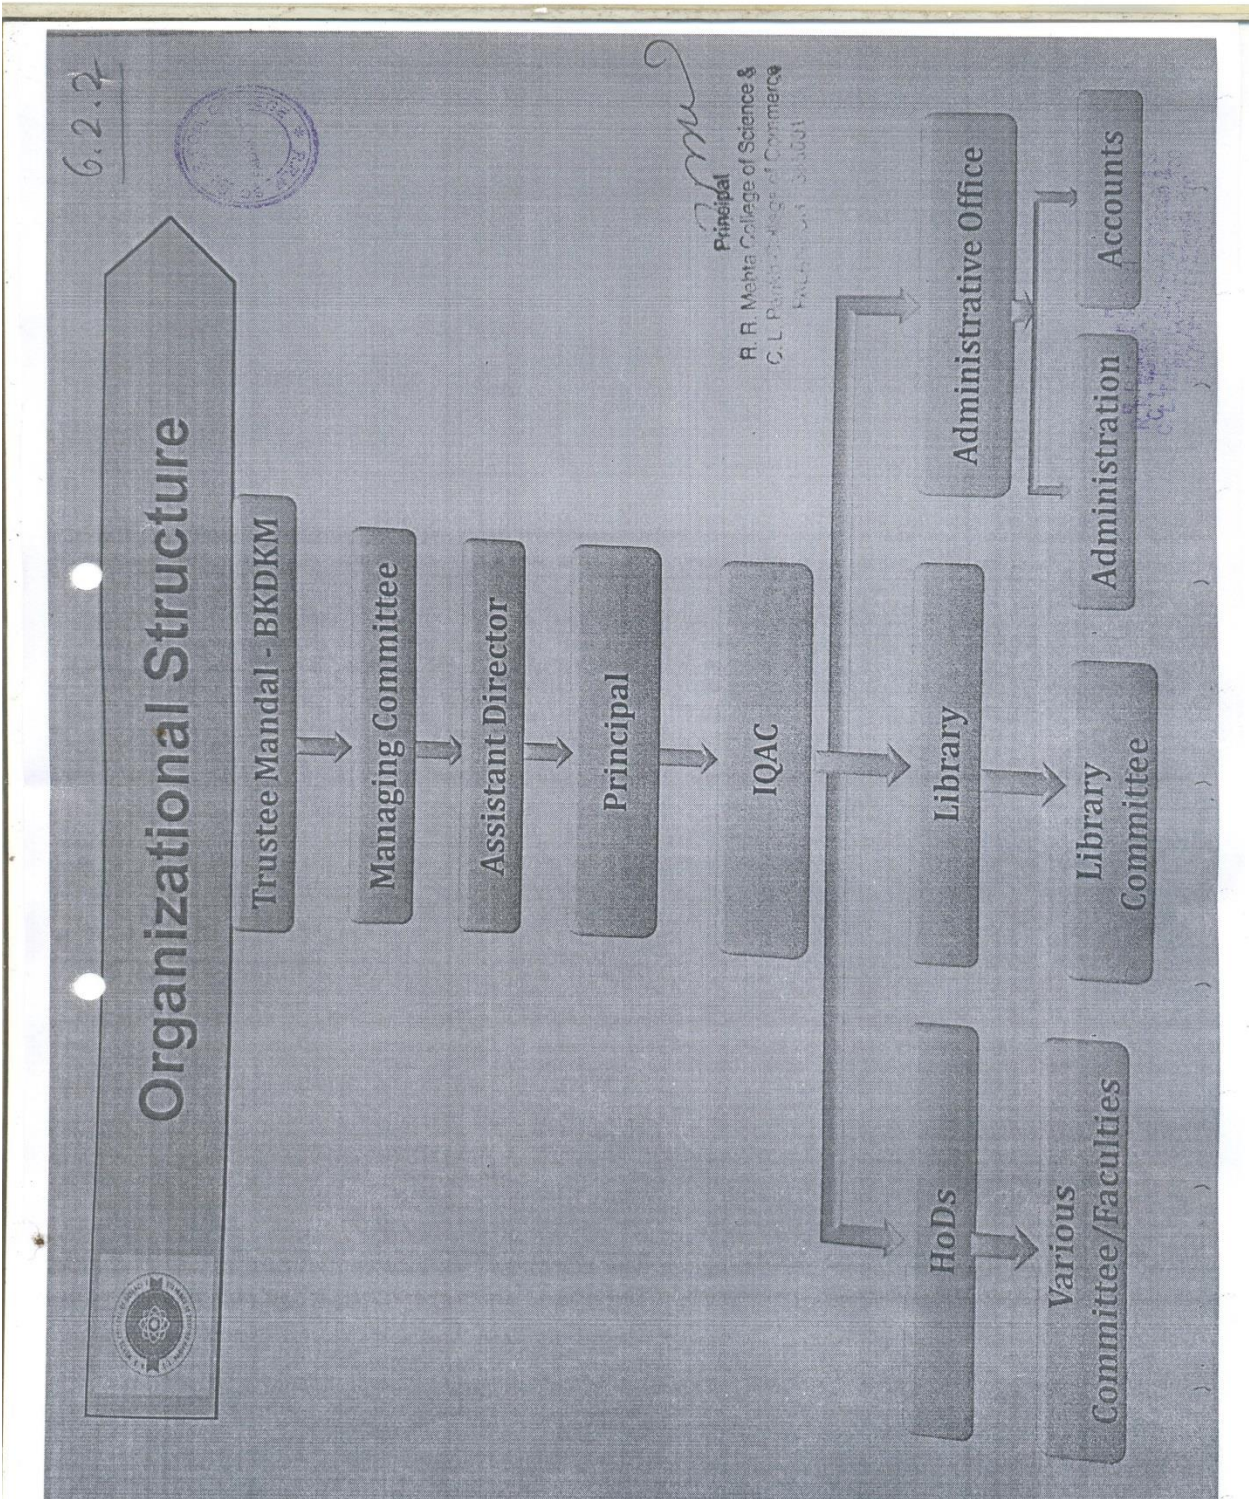 6.2.2
Organizational Structure
Trustee Mandal - BKDKM
Managing Committee
Assistant Director
Principal
IQAC
Principal
R. R. Mehta College of Science &
C. L. College of Commerce
HoDs
Library
Administrative Office
Various
Committee/Faculties
Library
Committee
Administration
Accounts